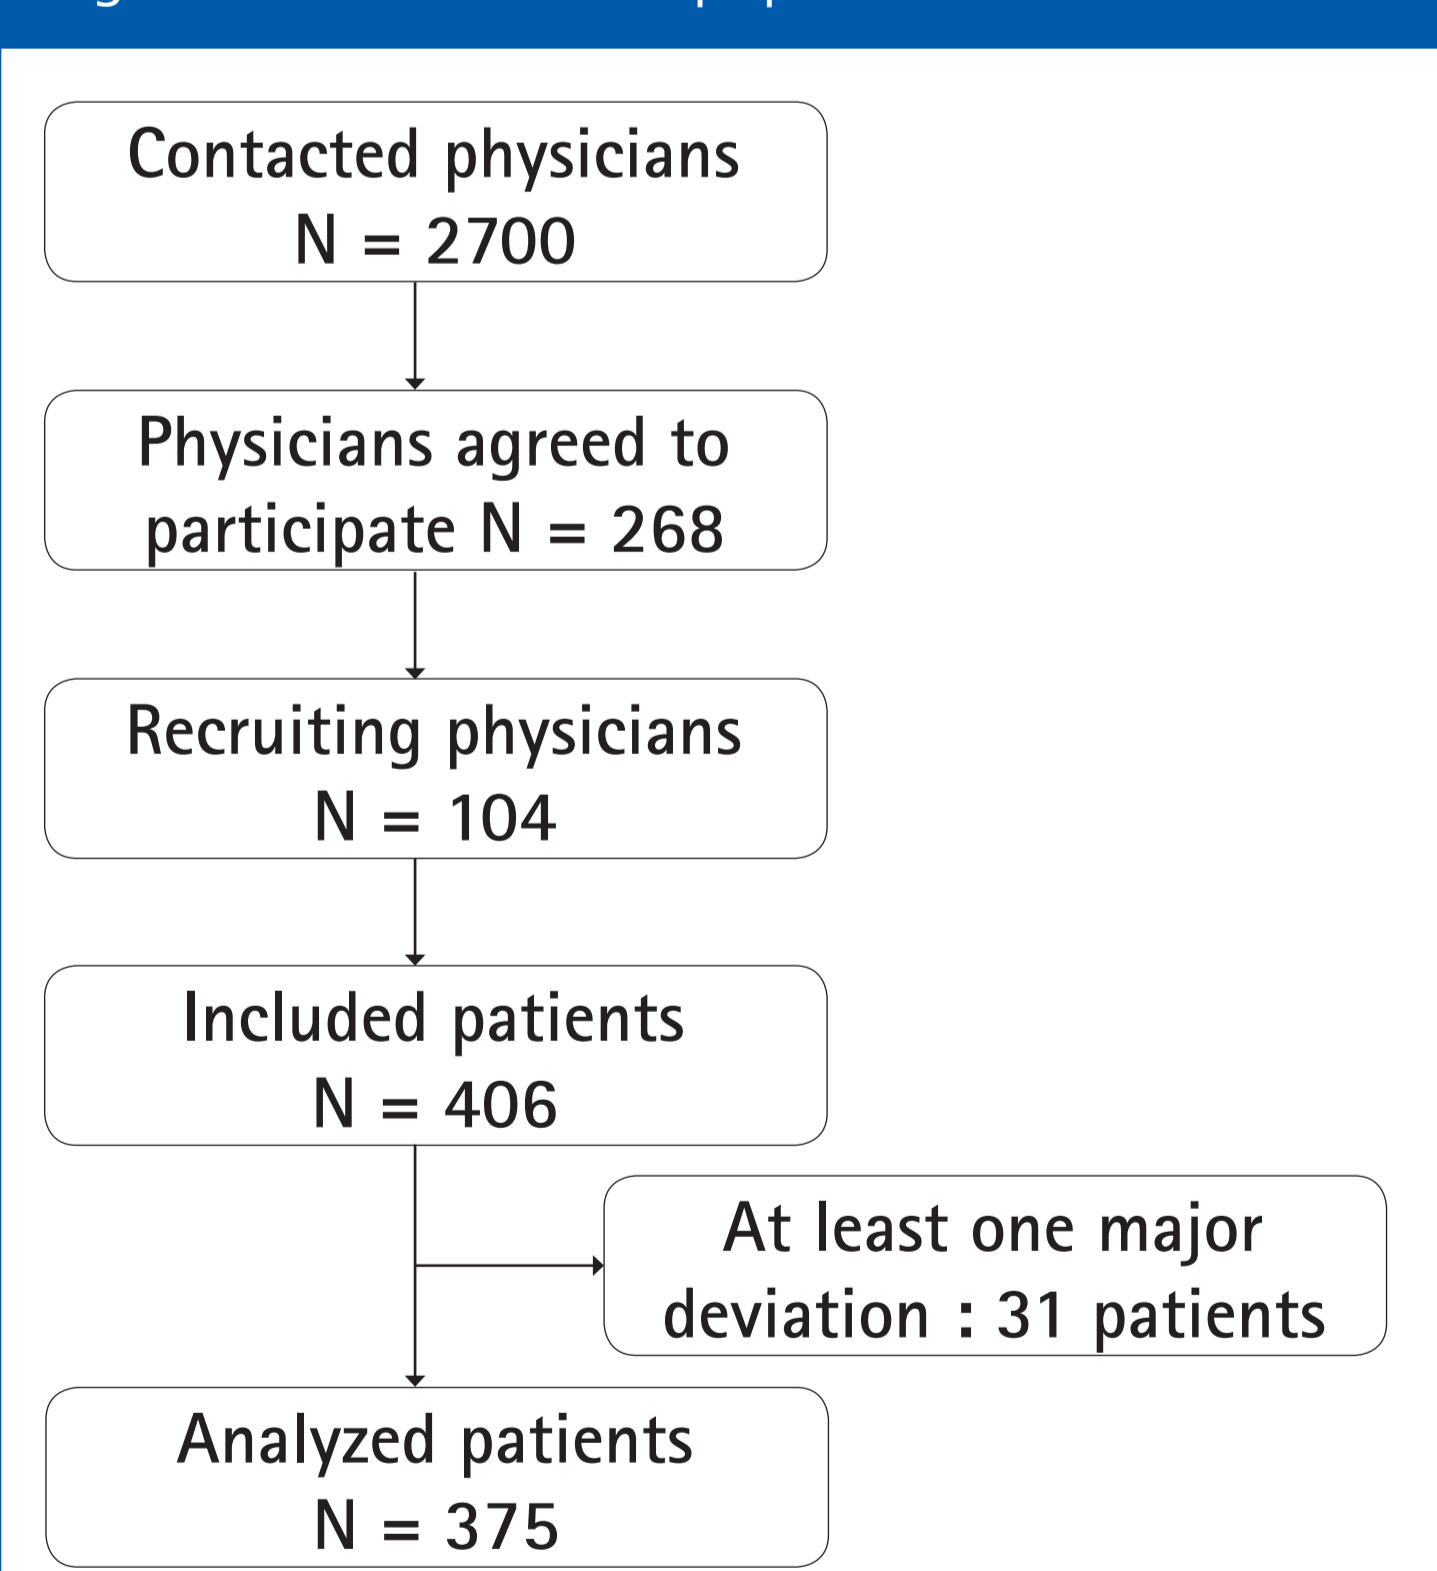 Contacted physicians
N = 2700
Physicians agreed to
participate N = 268
Recruiting physicians
N = 104
Included patients
N = 406
At least one major
deviation : 31 patients
Analyzed patients
N = 375